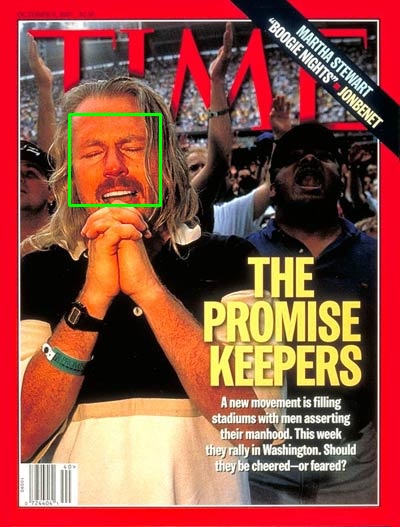 TIME
MARTHA STEWART
"BOOGIE NIGHTS" • JONBENET
THE
PROMISE
KEEPERS
A new movement is filling
stadiums with men asserting
their manhood. This week
they rally in Washington. Should
they be cheered—or feared?
40